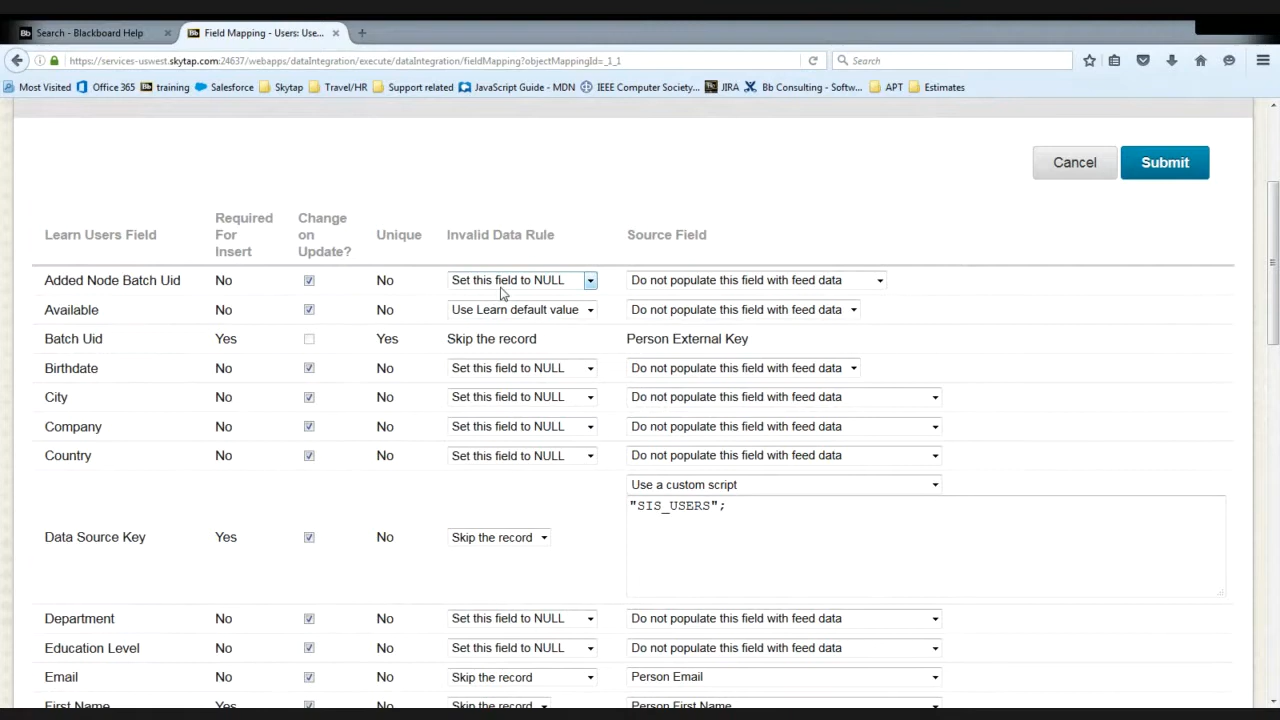 Search - Blackboard Help × Field Mapping - Users: Use... × +
https://services-uswest.skytap.com:24637/webapps/dataIntegration/execute/dataIntegration/fieldMapping?objectMappingId=_1_1 Search
Most Visited Office 365 training Salesforce Skytap Travel/HR Support related JavaScript Guide - MDN IEEE Computer Society... JIRA Bb Consulting - Softw... APT Estimates
Cancel Submit
Learn Users Field Required For Insert Change on Update? Unique Invalid Data Rule Source Field
Added Node Batch Uid No No Set this field to NULL Do not populate this field with feed data
Available No No Use Learn default value Do not populate this field with feed data
Batch Uid Yes Yes Skip the record Person External Key
Birthdate No No Set this field to NULL Do not populate this field with feed data
City No No Set this field to NULL Do not populate this field with feed data
Company No No Set this field to NULL Do not populate this field with feed data
Country No No Set this field to NULL Do not populate this field with feed data
Use a custom script
"SIS_USERS";
Data Source Key Yes No Skip the record
Department No No Set this field to NULL Do not populate this field with feed data
Education Level No No Set this field to NULL Do not populate this field with feed data
Email No No Skip the record Person Email
First Name Yes No Skip the record Person First Name